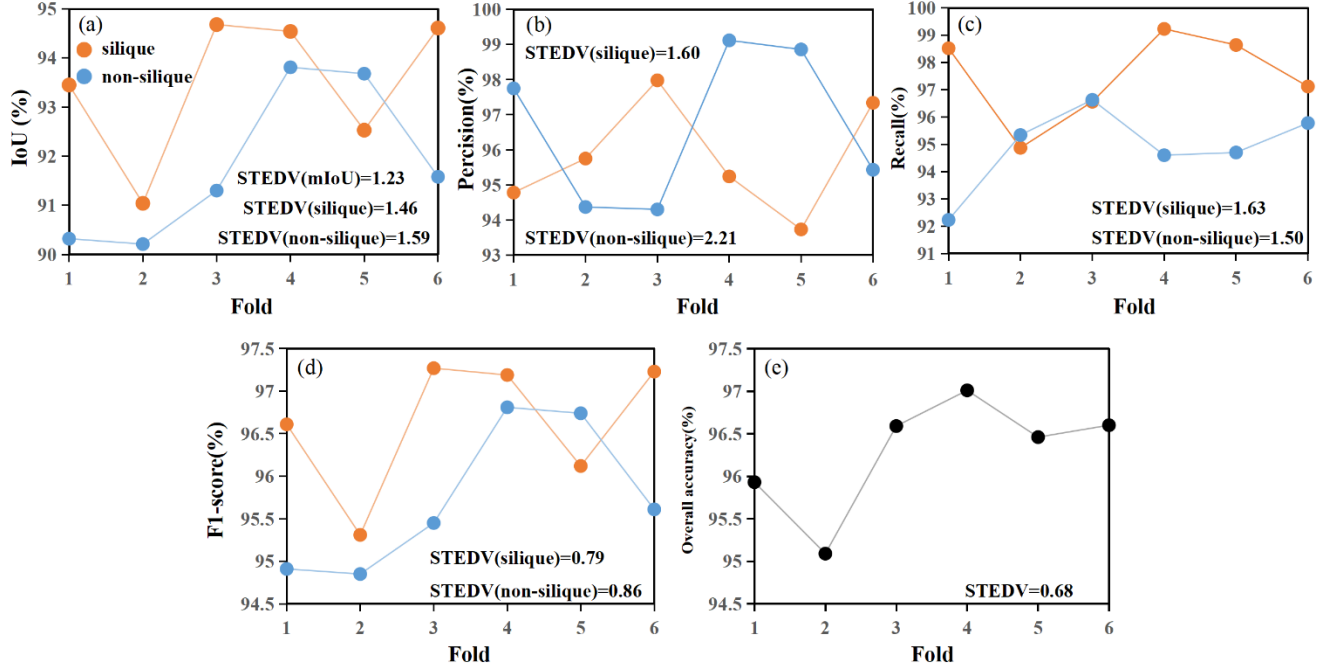 (a)
silique
non-silique
95
94
93
92
91
90
IoU (%)
STEDV(mIoU)=1.23
STEDV(silique)=1.46
STEDV(non-silique)=1.59
1 2 3 4 5 6
Fold
(b)
100
99
98
97
96
95
94
93
Percision(%)
STEDV(silique)=1.60
STEDV(non-silique)=2.21
1 2 3 4 5 6
Fold
(c)
100
99
98
97
96
95
94
93
92
91
Recall(%)
STEDV(silique)=1.63
STEDV(non-silique)=1.50
1 2 3 4 5 6
Fold
(d)
97.5
97
96.5
96
95.5
95
94.5
F1-score(%)
STEDV(silique)=0.79
STEDV(non-silique)=0.86
1 2 3 4 5 6
Fold
(e)
97.5
97
96.5
96
95.5
95
94.5
Overall accuracy(%)
STEDV=0.68
1 2 3 4 5 6
Fold